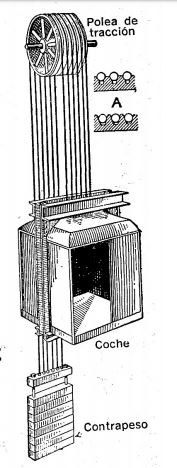 Polea de
tracción
A
Coche
Contrapeso